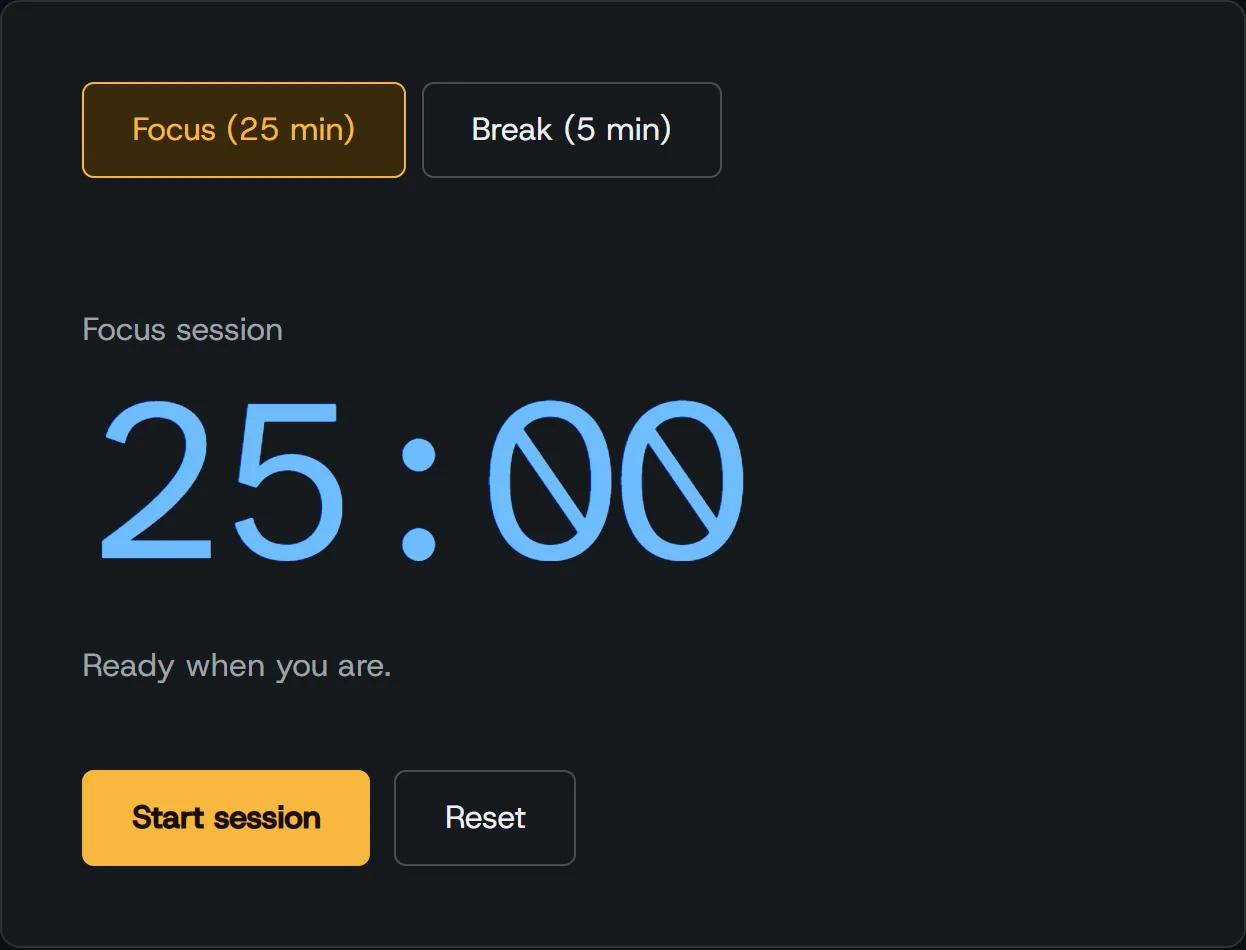 Focus (25 min) Break (5 min)
Focus session
25:00
Ready when you are.
Start session Reset